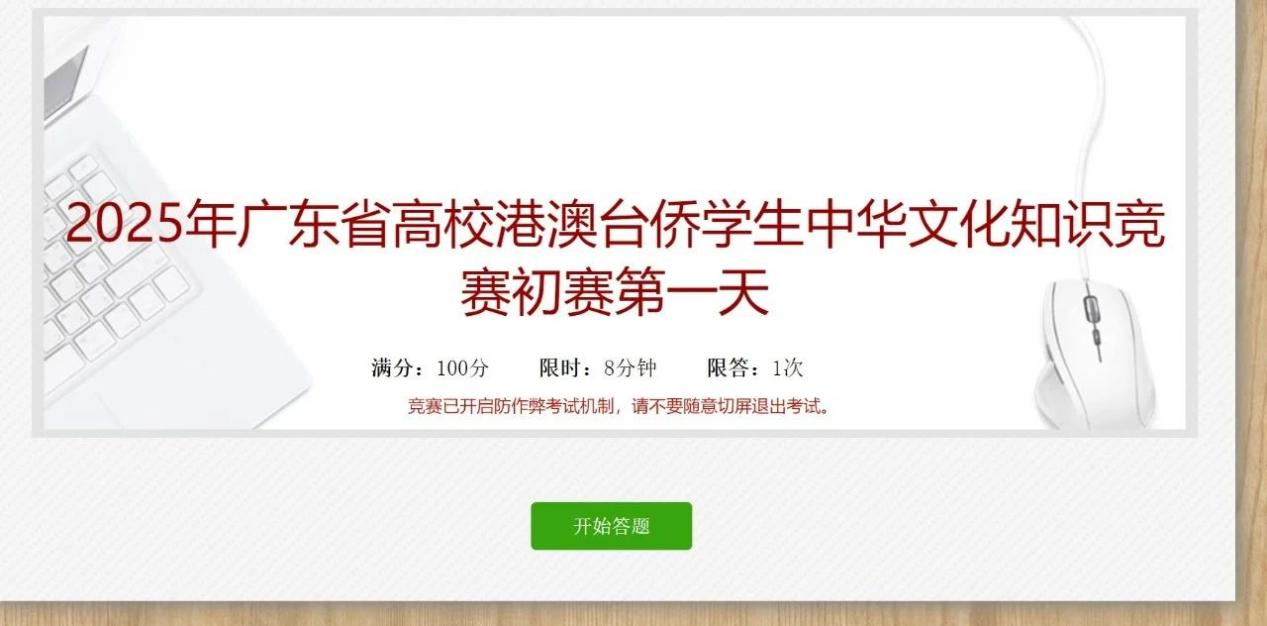 2025年广东省高校港澳台侨学生中华文化知识竞
赛初赛第一天
满分：100分 限时：8分钟 限答：1次
竞赛已开启防作弊考试机制，请不要随意切屏退出考试。
开始答题